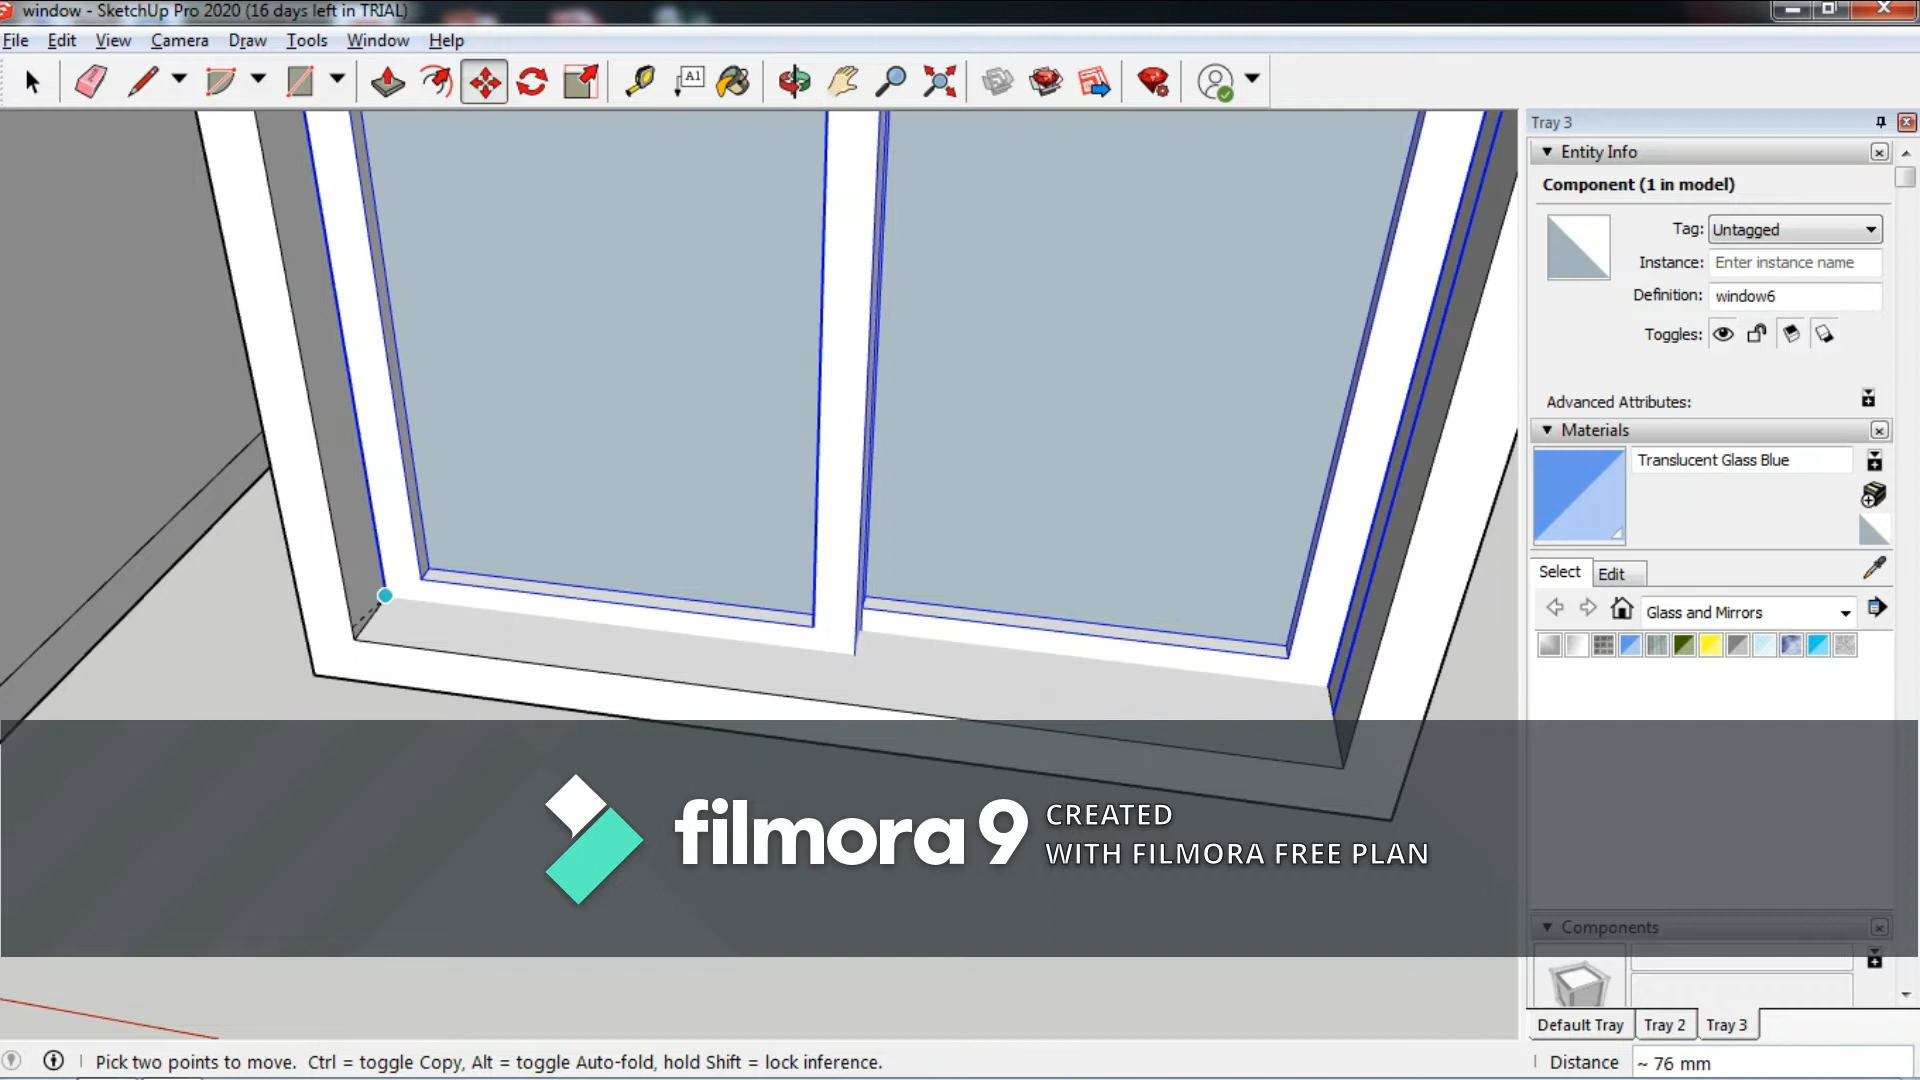 window - SketchUp Pro 2020 (16 days left in TRIAL)
File Edit View Camera Draw Tools Window Help
A1
Tray 3
Entity Info
Component (1 in model)
Tag: Untagged
Instance: Enter instance name
Definition: window6
Toggles:
Advanced Attributes:
Materials
Translucent Glass Blue
Select Edit
Glass and Mirrors
filmora 9
CREATED
WITH FILMORA FREE PLAN
Components
Default Tray Tray 2 Tray 3
Pick two points to move. Ctrl = toggle Copy, Alt = toggle Auto-fold, hold Shift = lock inference.
Distance ~ 76 mm